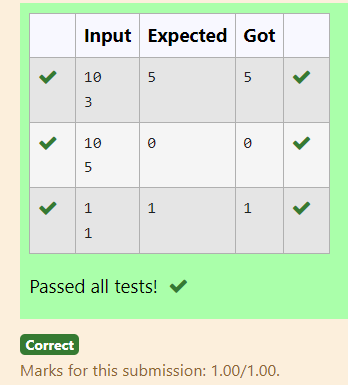 Input Expected Got
10 5 5
3
10 0 0
5
1 1 1
1
Passed all tests!
Correct
Marks for this submission: 1.00/1.00.